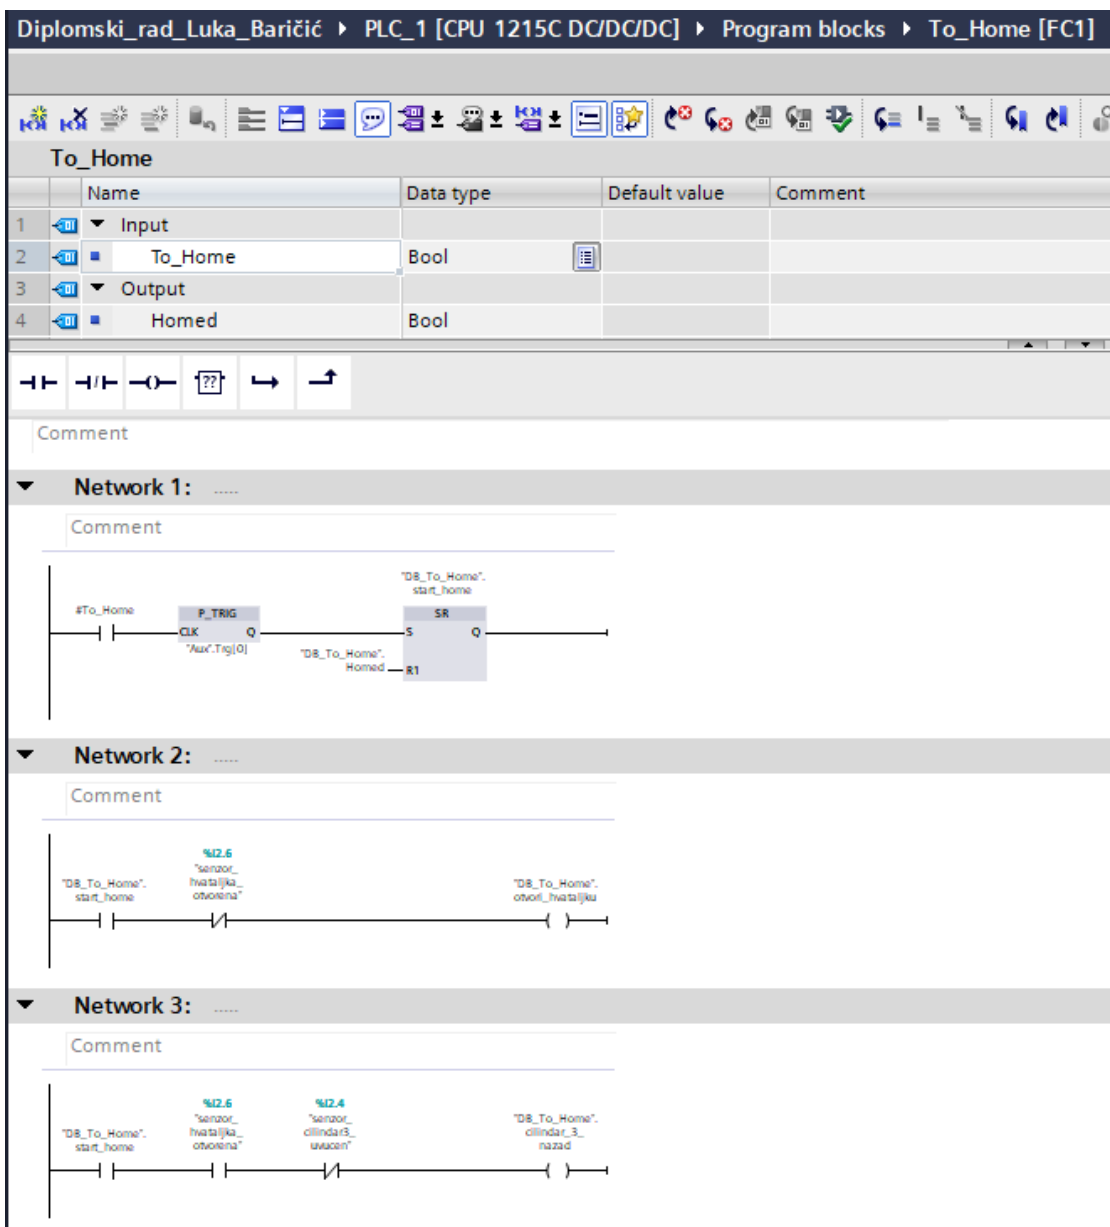 Diplomski_rad_Luka_Baričić ▸ PLC_1 [CPU 1215C DC/DC/DC] ▸ Program blocks ▸ To_Home [FC1]
To_Home
Name Data type Default value Comment
1 Input
2 To_Home Bool
3 Output
4 Homed Bool
??
Comment
Network 1: .....
Comment
"DB_To_Home".
start_home
#To_Home P_TRIG SR
CLK Q S Q
"Aux".Trg[0]
"DB_To_Home".
Homed R1
Network 2: .....
Comment
%I2.6
"senzor_
"DB_To_Home". hvataljka_ "DB_To_Home".
start_home otvorena" otvori_hvataljku
Network 3: .....
Comment
%I2.6 %I2.4
"senzor_ "senzor_ "DB_To_Home".
"DB_To_Home". hvataljka_ cilindar3_ cilindar_3_
start_home otvorena" uvucen" nazad